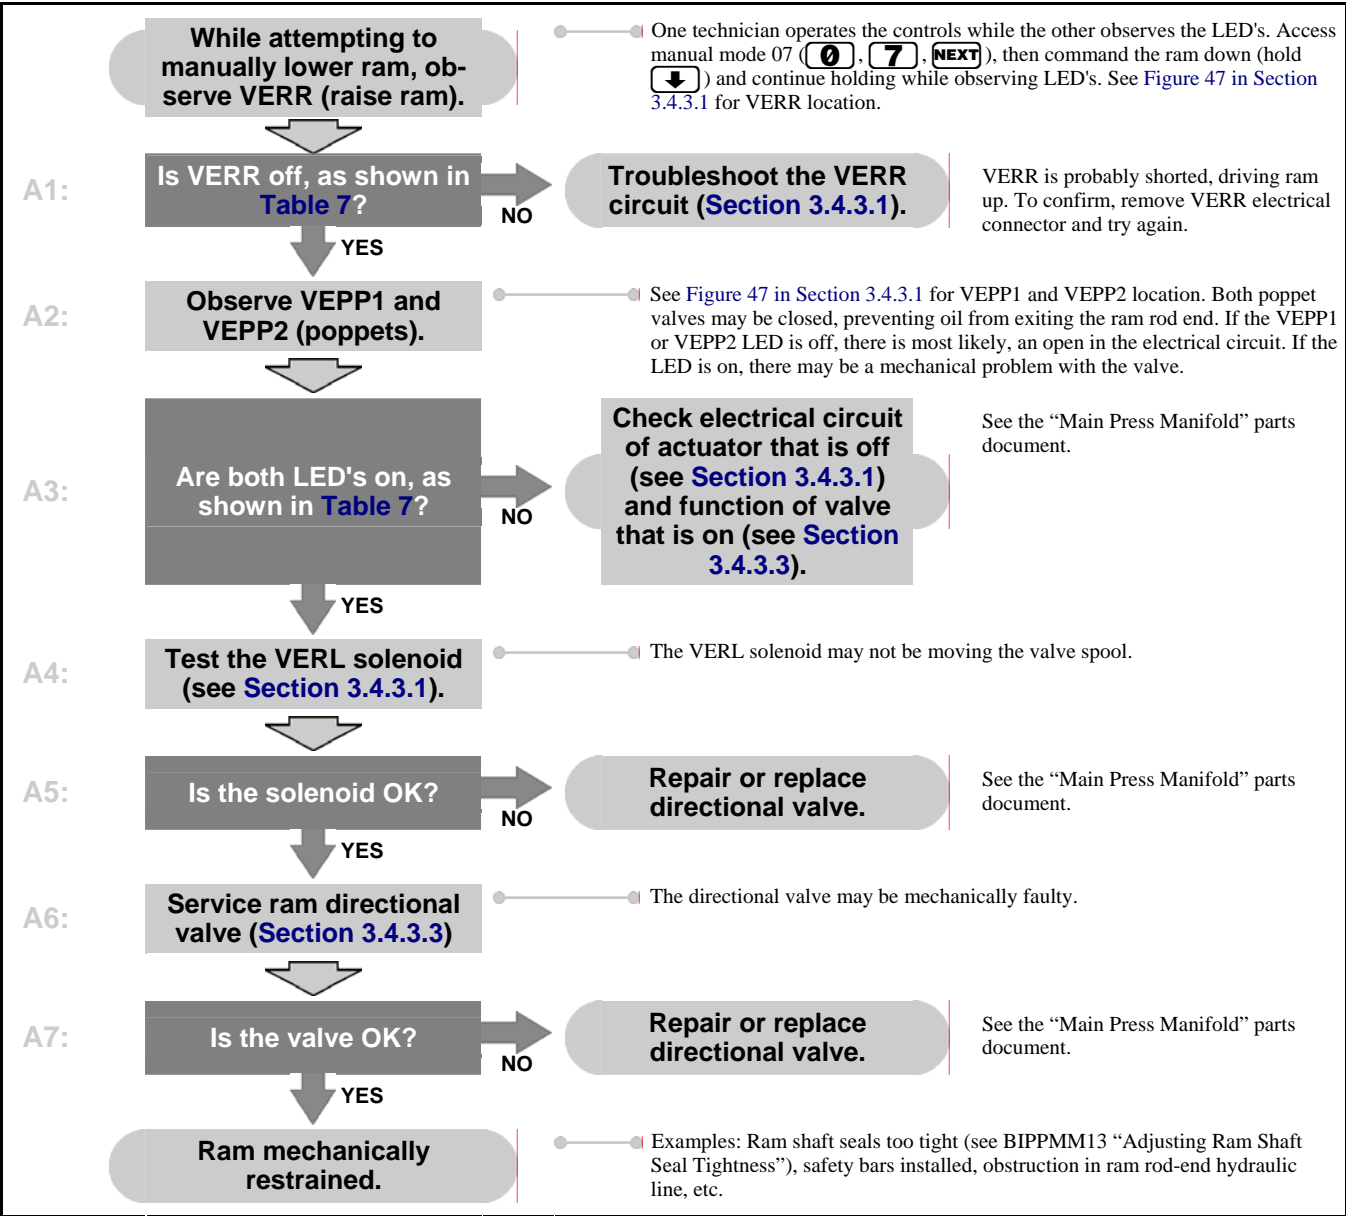 While attempting to
manually lower ram, ob-
serve VERR (raise ram).
One technician operates the controls while the other observes the LED's. Access
manual mode 07 (0, 7, NEXT), then command the ram down (hold
) and continue holding while observing LED's. See Figure 47 in Section
3.4.3.1 for VERR location.
A1:
Is VERR off, as shown in
Table 7?
NO
YES
Troubleshoot the VERR
circuit (Section 3.4.3.1).
VERR is probably shorted, driving ram
up. To confirm, remove VERR electrical
connector and try again.
A2:
Observe VEPP1 and
VEPP2 (poppets).
See Figure 47 in Section 3.4.3.1 for VEPP1 and VEPP2 location. Both poppet
valves may be closed, preventing oil from exiting the ram rod end. If the VEPP1
or VEPP2 LED is off, there is most likely, an open in the electrical circuit. If the
LED is on, there may be a mechanical problem with the valve.
A3:
Are both LED's on, as
shown in Table 7?
NO
YES
Check electrical circuit
of actuator that is off
(see Section 3.4.3.1)
and function of valve
that is on (see Section
3.4.3.3).
See the “Main Press Manifold” parts
document.
A4:
Test the VERL solenoid
(see Section 3.4.3.1).
The VERL solenoid may not be moving the valve spool.
A5:
Is the solenoid OK?
NO
YES
Repair or replace
directional valve.
See the “Main Press Manifold” parts
document.
A6:
Service ram directional
valve (Section 3.4.3.3)
The directional valve may be mechanically faulty.
A7:
Is the valve OK?
NO
YES
Repair or replace
directional valve.
See the “Main Press Manifold” parts
document.
Ram mechanically
restrained.
Examples: Ram shaft seals too tight (see BIPPMM13 “Adjusting Ram Shaft
Seal Tightness”), safety bars installed, obstruction in ram rod-end hydraulic
line, etc.